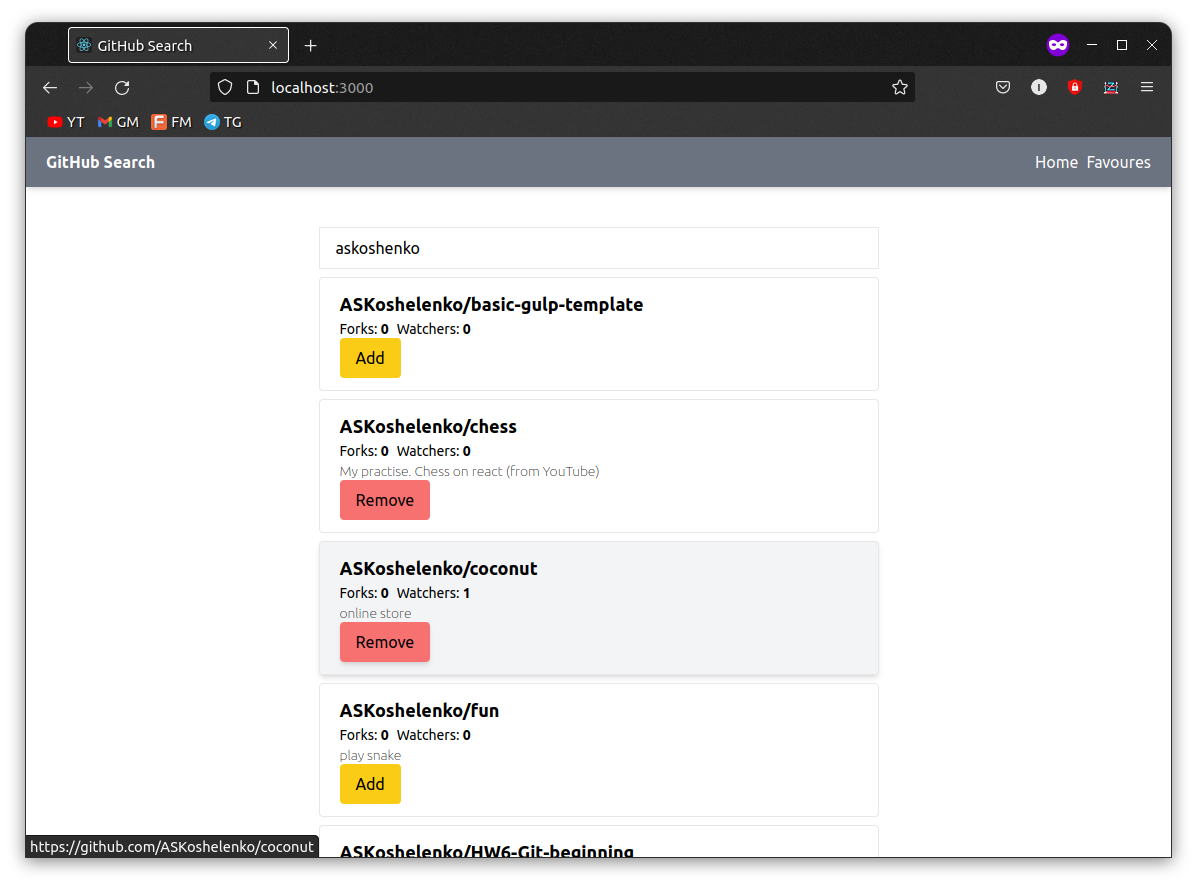 GitHub Search
localhost:3000
YT GM FM TG
GitHub Search Home Favoures
askoshenko
ASKoshelenko/basic-gulp-template
Forks: 0 Watchers: 0
Add
ASKoshelenko/chess
Forks: 0 Watchers: 0
My practise. Chess on react (from YouTube)
Remove
ASKoshelenko/coconut
Forks: 0 Watchers: 1
online store
Remove
ASKoshelenko/fun
Forks: 0 Watchers: 0
play snake
Add
ASKoshelenko/HW6-Git-beginning
https://github.com/ASKoshelenko/coconut